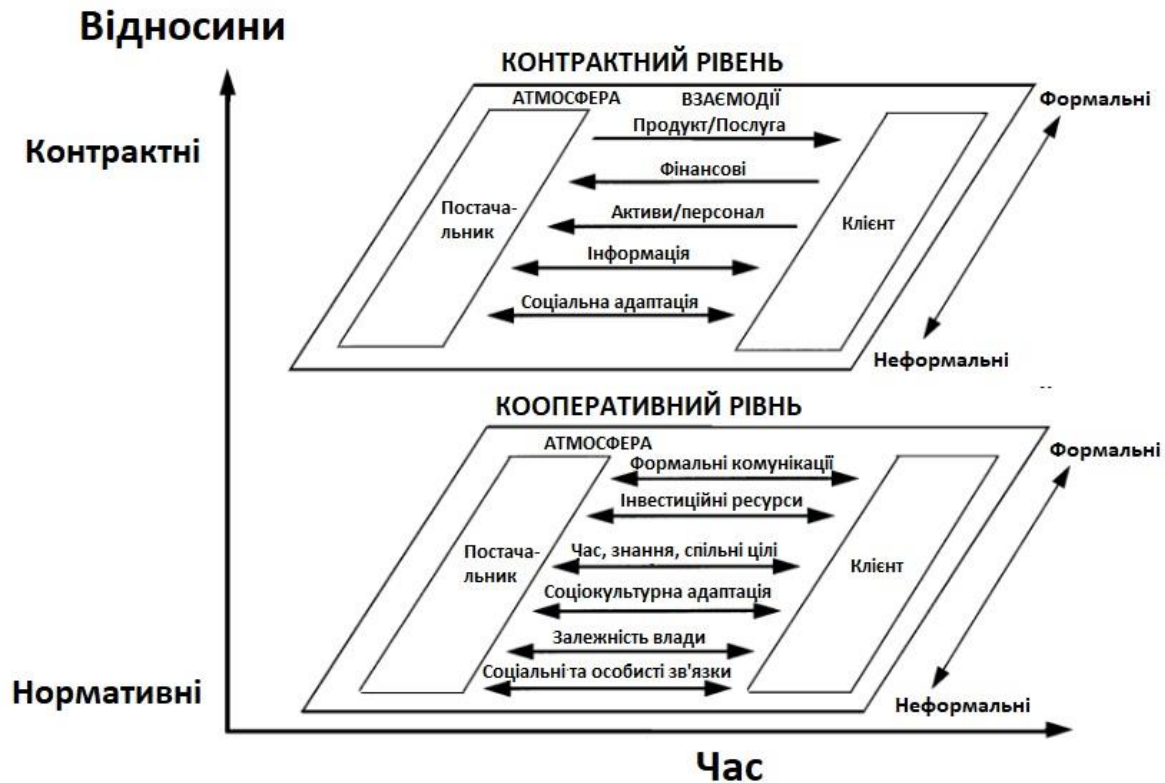 Відносини
КОНТРАКТНИЙ РІВЕНЬ
АТМОСФЕРА ВЗАЄМОДІЇ
Формальні
Продукт/Послуга
Контрактні
Фінансові
Постача-
льник
Активи/персонал
Клієнт
Інформація
Соціальна адаптація
Неформальні
КООПЕРАТИВНИЙ РІВНЬ
АТМОСФЕРА
Формальні
Формальні комунікації
Інвестиційні ресурси
Постача-
льник
Час, знання, спільні цілі
Клієнт
Соціокультурна адаптація
Залежність влади
Соціальні та особисті зв'язки
Нормативні
Неформальні
Час